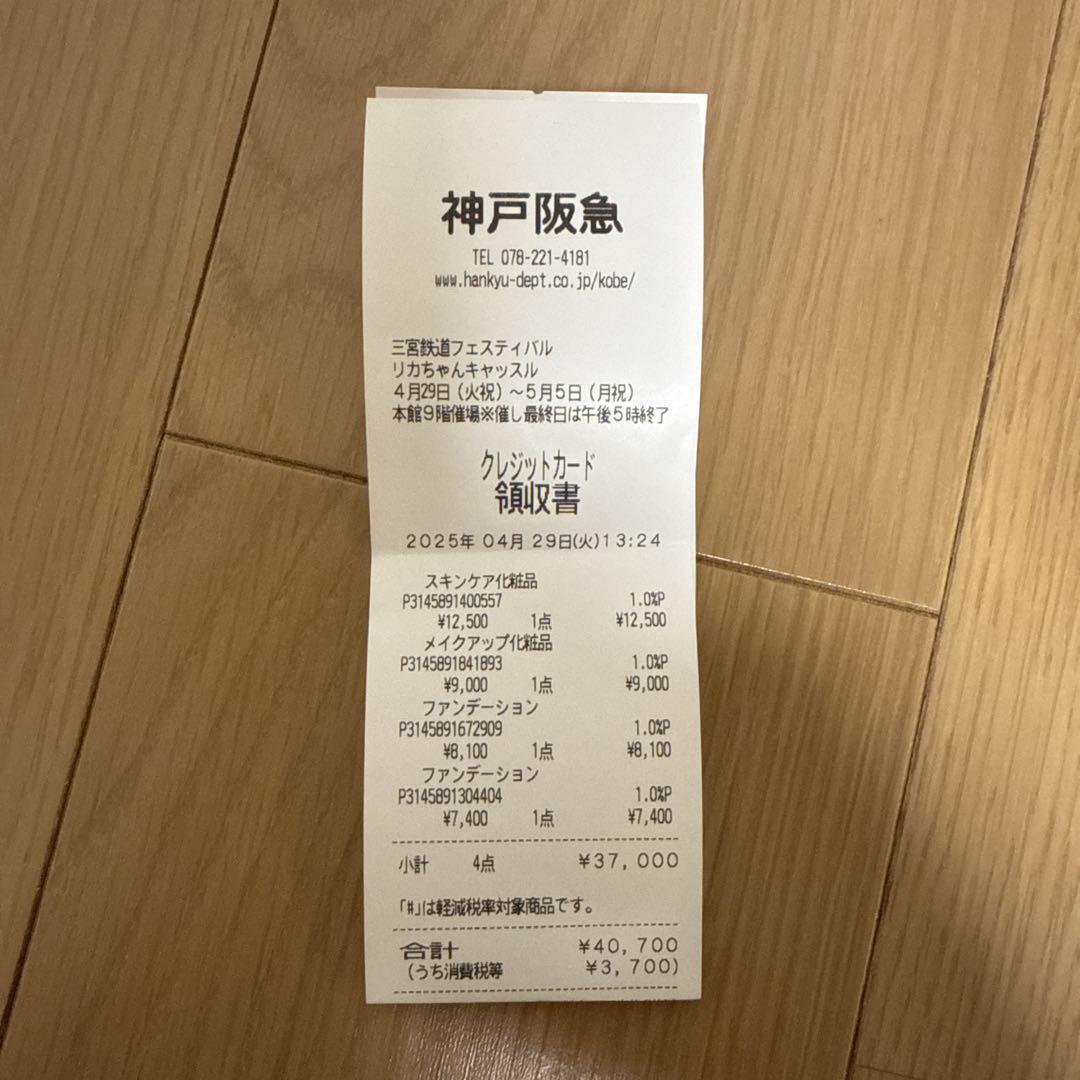 神戸阪急
TEL 078-221-4181
www.hankyu-dept.co.jp/kobe/
三宮鉄道フェスティバル
リカちゃんキャッスル
4月29日(火祝)~5月5日(月祝)
本館9階催場※催し最終日は午後5時終了
クレジットカード
領収書
2025年 04月 29日(火)13:24
スキンケア化粧品
P3145891400557 1.0%P
¥12,500 1点 ¥12,500
メイクアップ化粧品
P3145891841893 1.0%P
¥9,000 1点 ¥9,000
ファンデーション
P3145891672909 1.0%P
¥8,100 1点 ¥8,100
ファンデーション
P3145891304404 1.0%P
¥7,400 1点 ¥7,400
小計 4点 ¥37,000
「#」は軽減税率対象商品です。
合計 ¥40,700
(うち消費税等 ¥3,700)